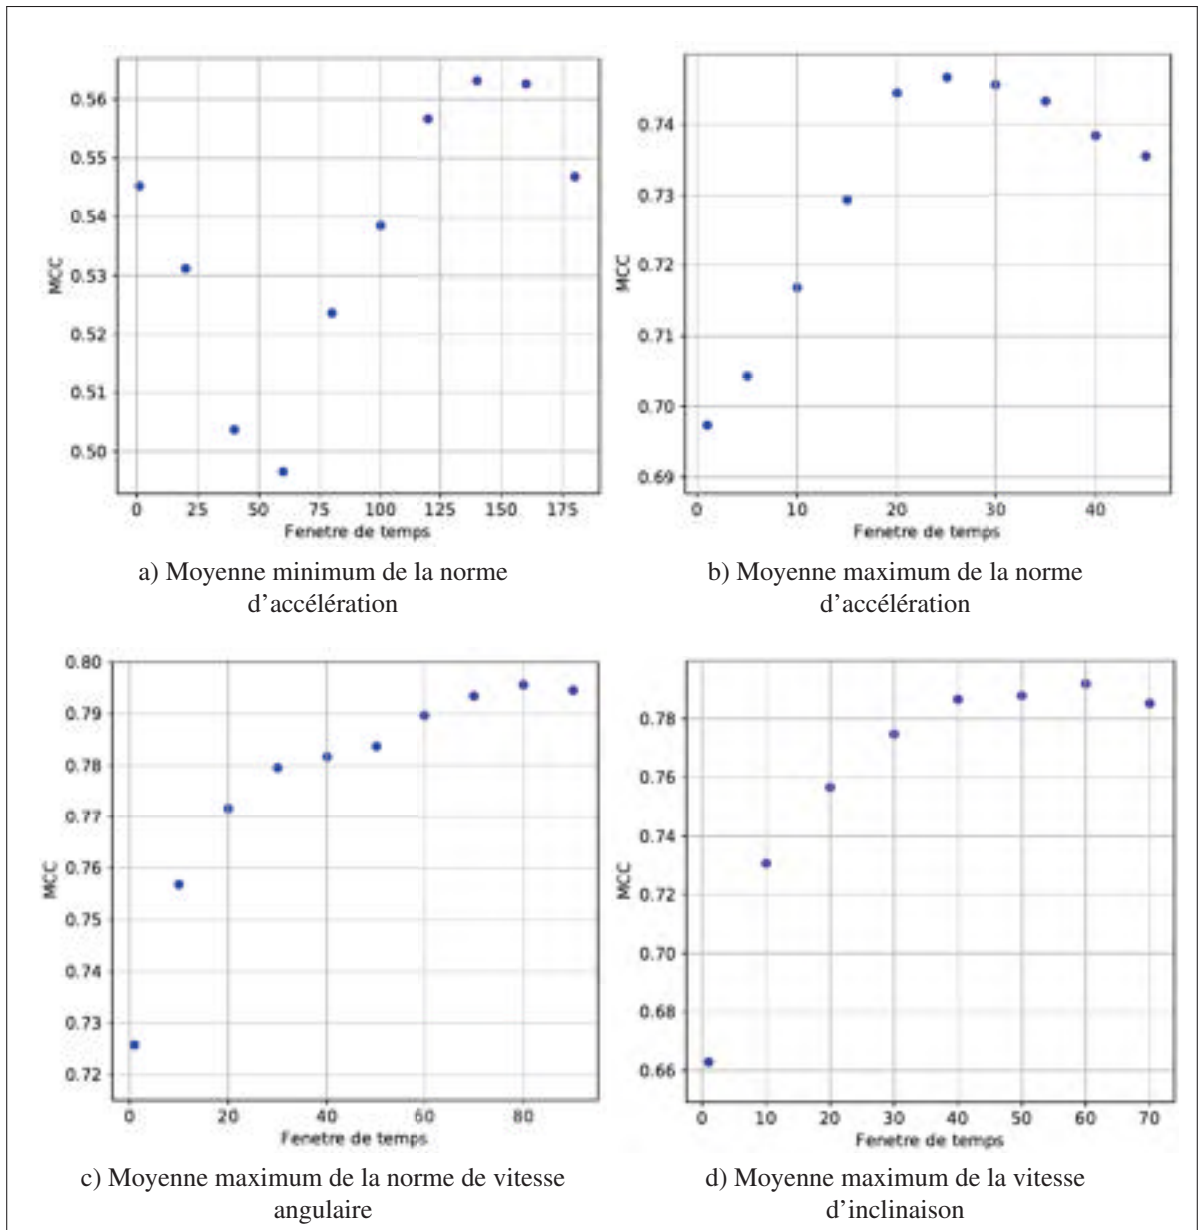 0.56
0.55
0.54
0.53
0.52
0.51
0.50
MCC
0 25 50 75 100 125 150 175
Fenetre de temps
a) Moyenne minimum de la norme
d’accélération
0.74
0.73
0.72
0.71
0.70
0.69
MCC
0 10 20 30 40
Fenetre de temps
b) Moyenne maximum de la norme
d’accélération
0.80
0.79
0.78
0.77
0.76
0.75
0.74
0.73
0.72
MCC
0 20 40 60 80
Fenetre de temps
c) Moyenne maximum de la norme de vitesse
angulaire
0.78
0.76
0.74
0.72
0.70
0.68
0.66
MCC
0 10 20 30 40 50 60 70
Fenetre de temps
d) Moyenne maximum de la vitesse
d’inclinaison